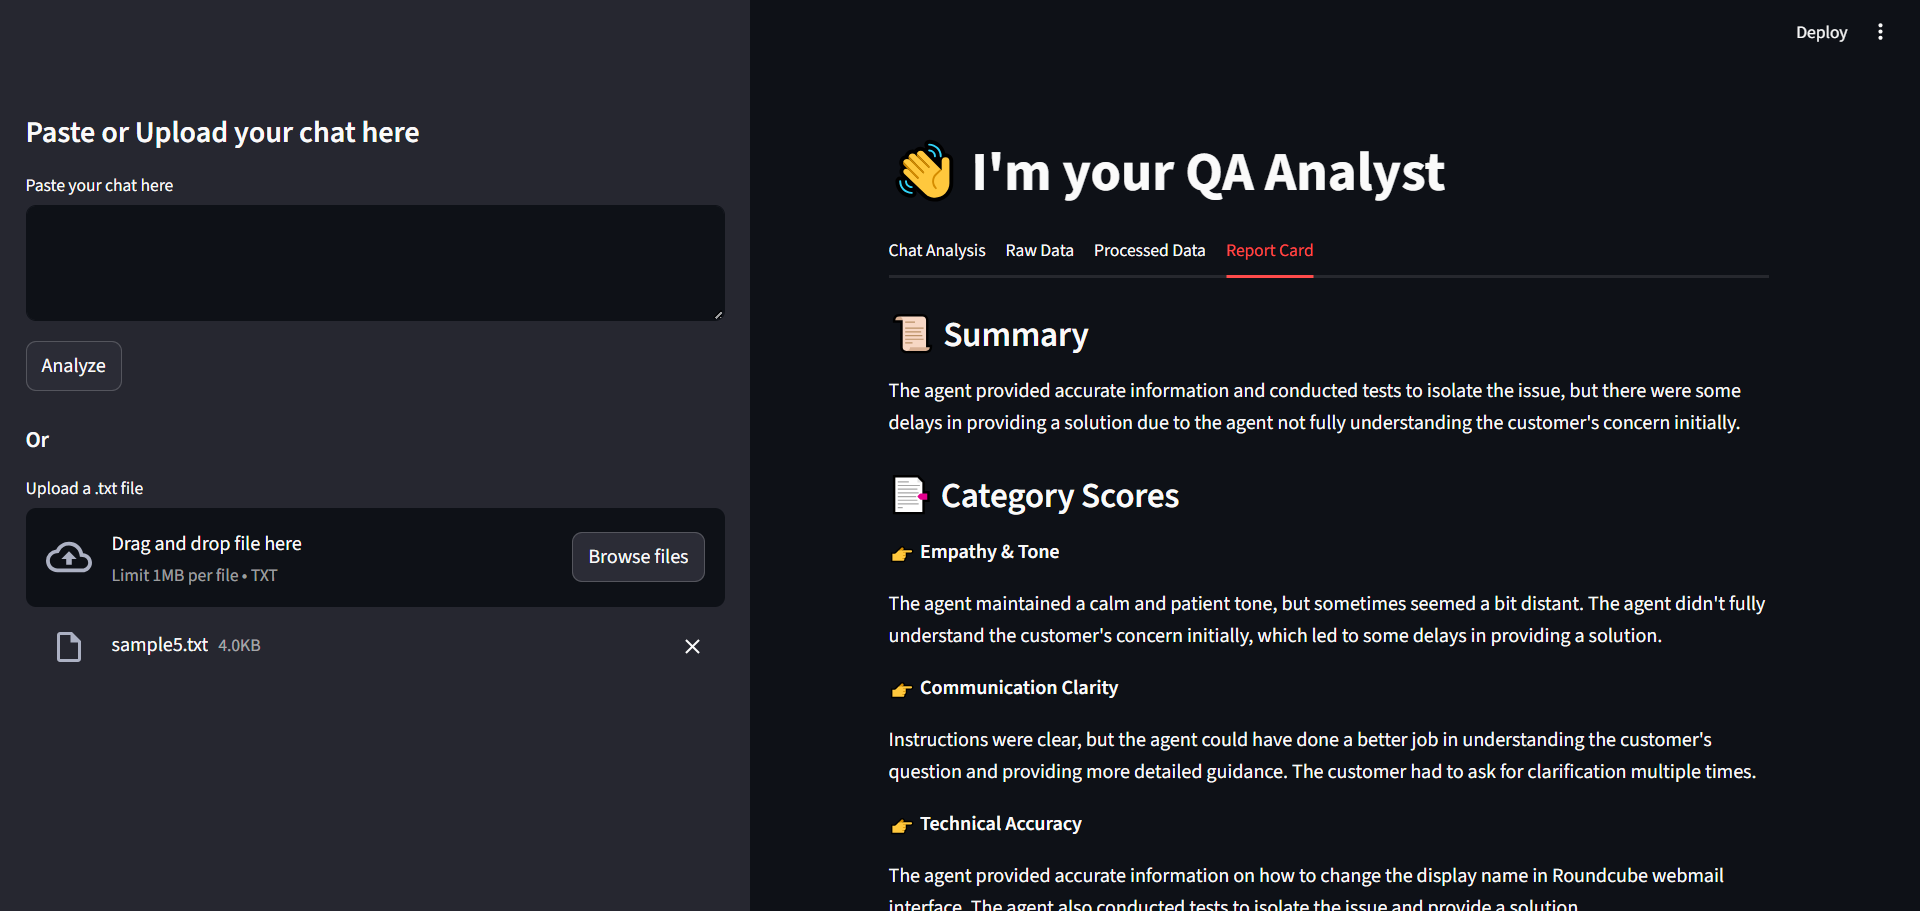 Deploy
Paste or Upload your chat here
Paste your chat here
Analyze
Or
Upload a .txt file
Drag and drop file here
Limit 1MB per file • TXT
Browse files
sample5.txt 4.0KB
👋 I'm your QA Analyst
Chat Analysis Raw Data Processed Data Report Card
📜 Summary
The agent provided accurate information and conducted tests to isolate the issue, but there were some
delays in providing a solution due to the agent not fully understanding the customer's concern initially.
📑 Category Scores
👉 Empathy & Tone
The agent maintained a calm and patient tone, but sometimes seemed a bit distant. The agent didn't fully
understand the customer's concern initially, which led to some delays in providing a solution.
👉 Communication Clarity
Instructions were clear, but the agent could have done a better job in understanding the customer's
question and providing more detailed guidance. The customer had to ask for clarification multiple times.
👉 Technical Accuracy
The agent provided accurate information on how to change the display name in Roundcube webmail
interface. The agent also conducted tests to isolate the issue and provide a solution.